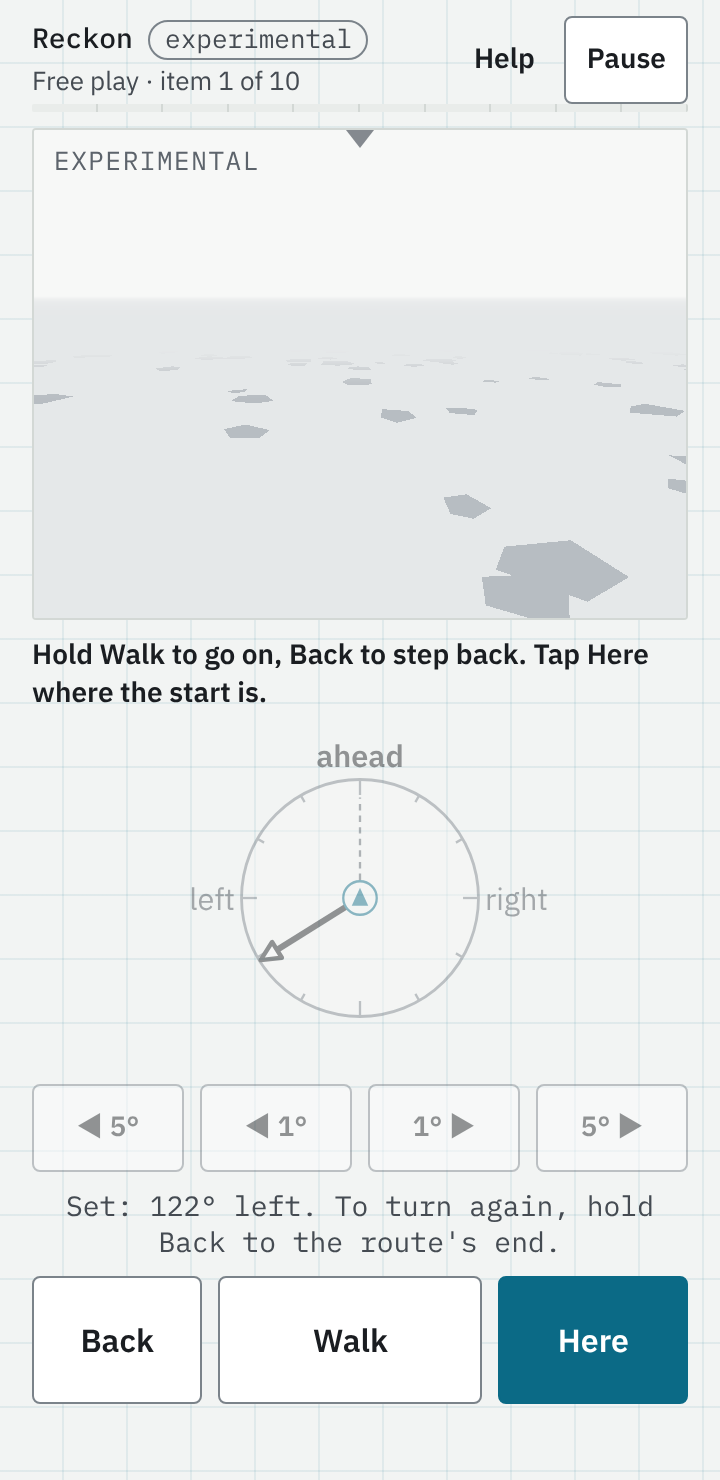 Reckon experimental
Help
Pause
Free play · item 1 of 10
EXPERIMENTAL
Hold Walk to go on, Back to step back. Tap Here
where the start is.
ahead
left
right
◀ 5°
◀ 1°
1° ▶
5° ▶
Set: 122° left. To turn again, hold
Back to the route's end.
Back
Walk
Here